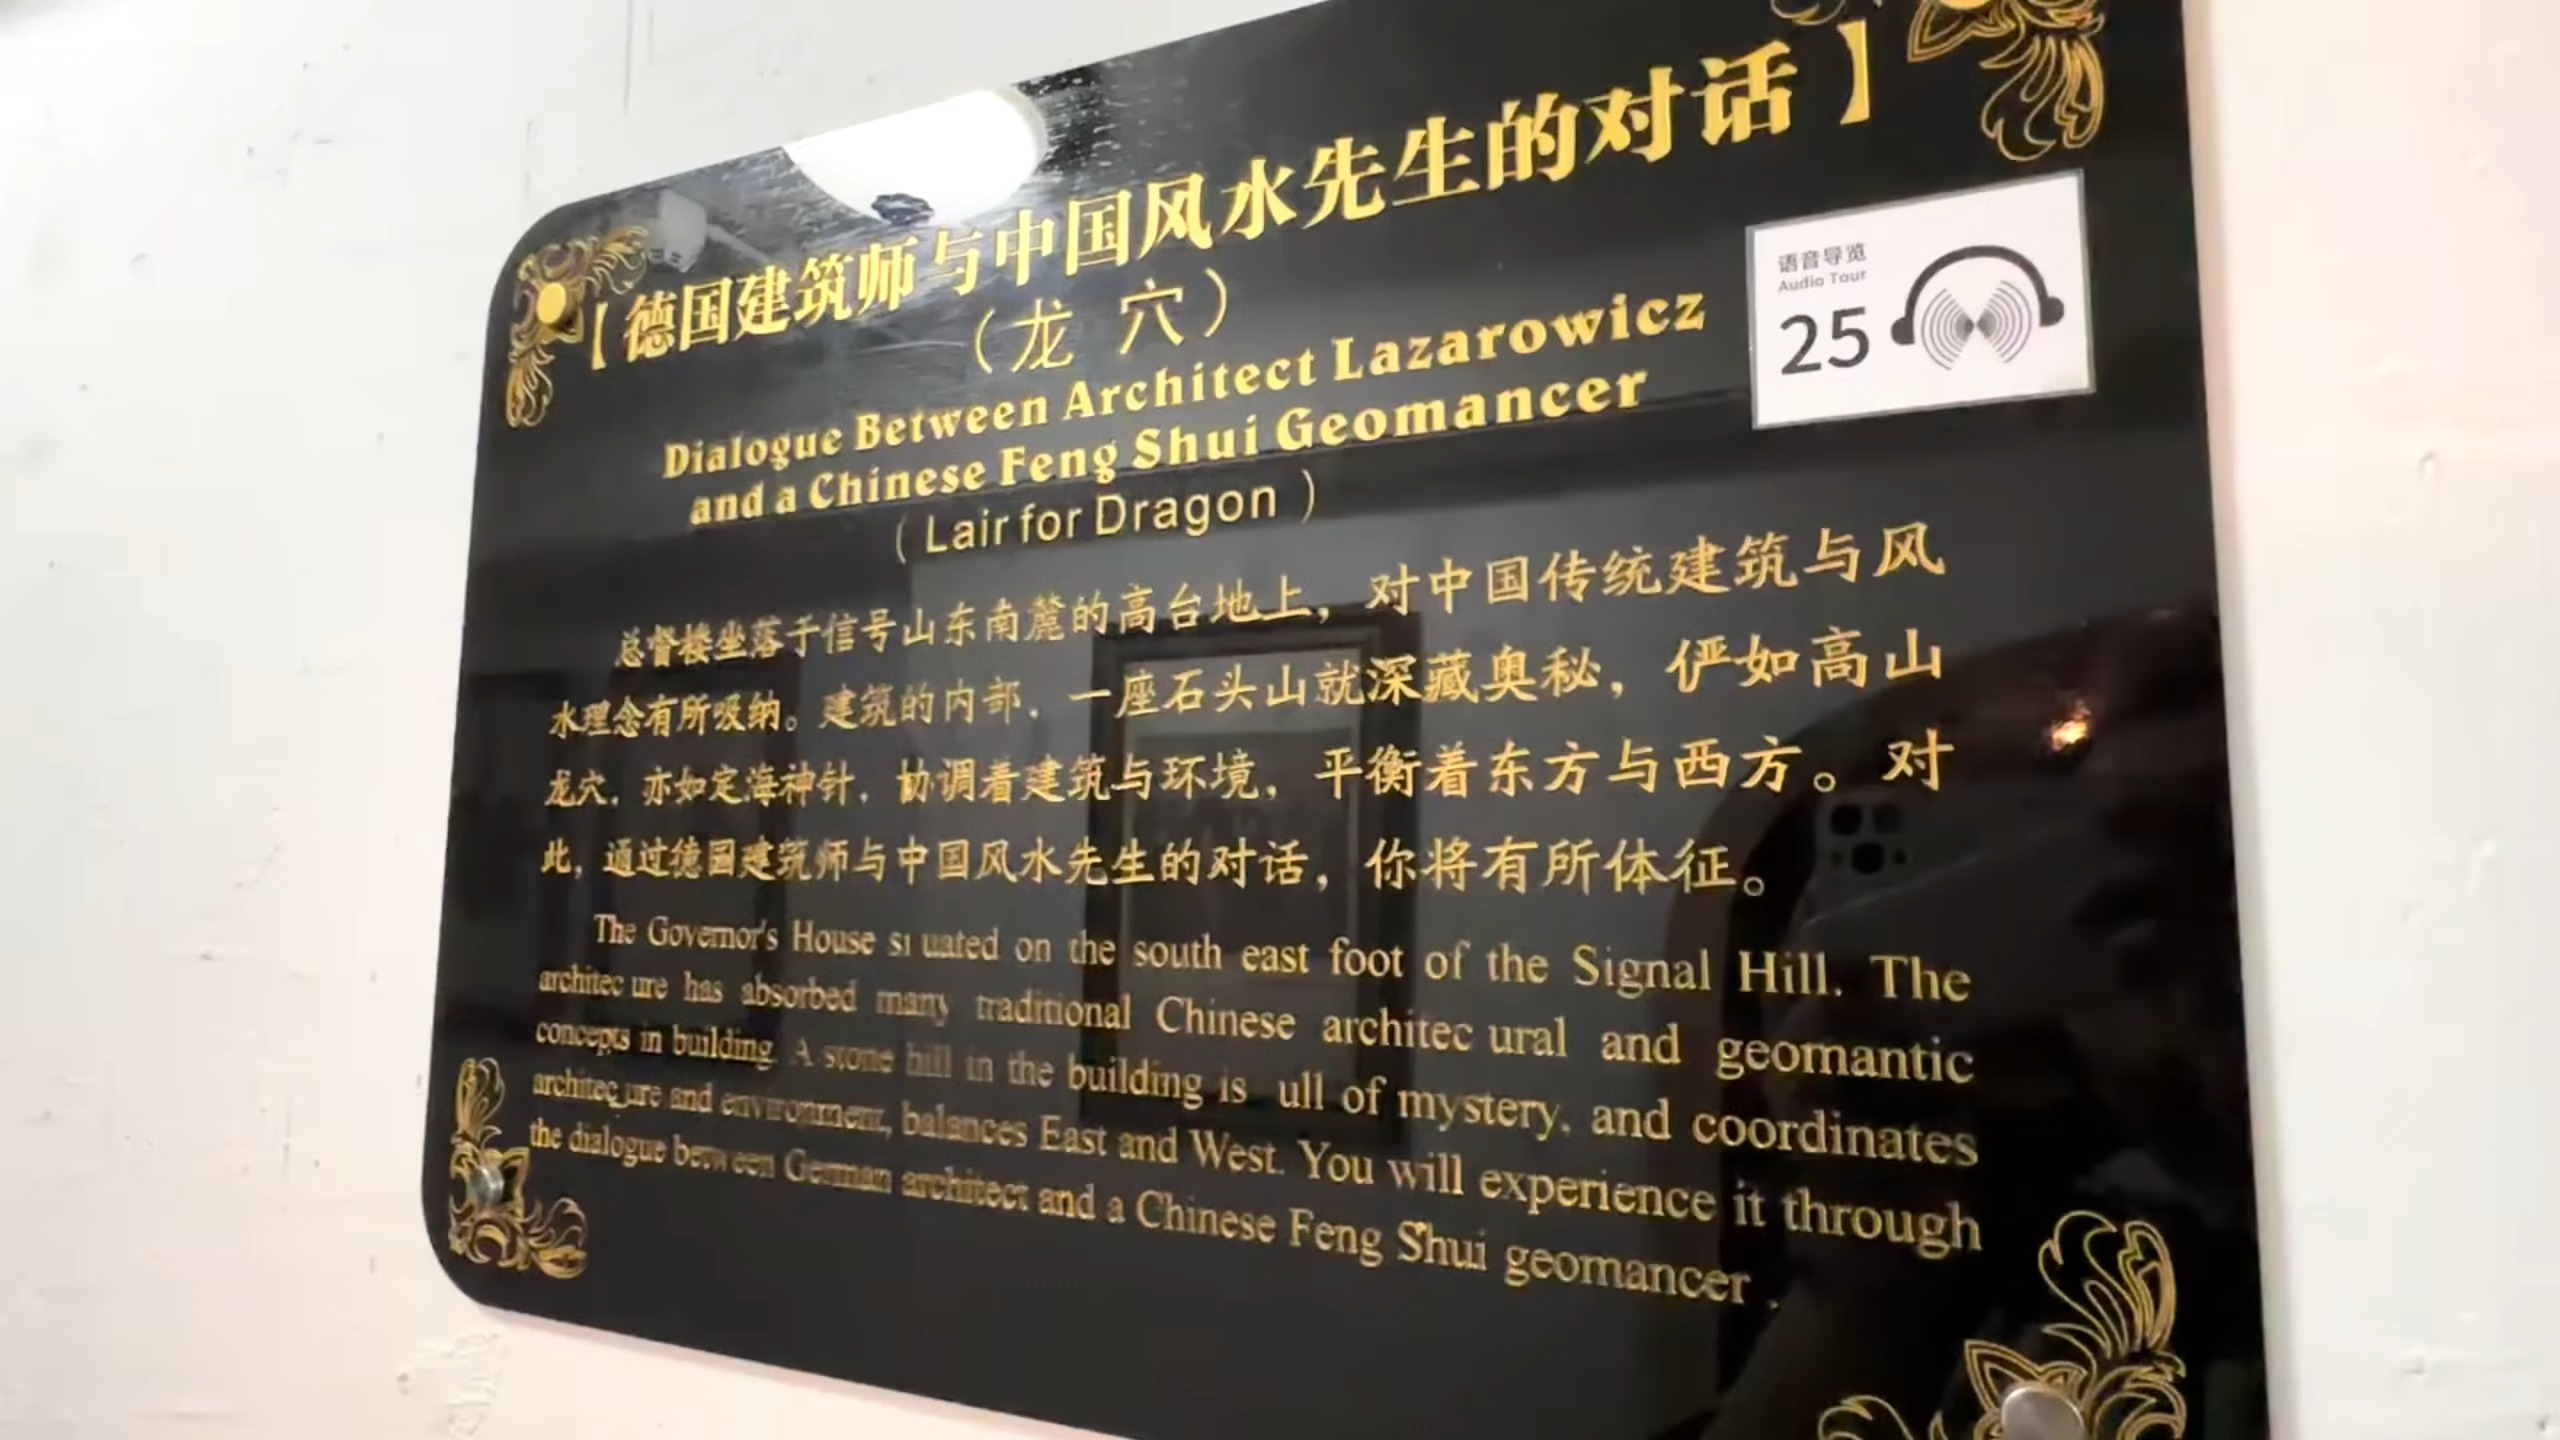 【德国建筑师与中国风水先生的对话】
（龙 穴）
Dialogue Between Architect Lazarowicz
and a Chinese Feng Shui Geomancer
( Lair for Dragon )
语音导览
Audio Tour
25
总督楼坐落于信号山东南麓的高台地上，对中国传统建筑与风
水理念有所吸纳。建筑的内部，一座石头山就深藏奥秘，俨如高山
龙穴，亦如定海神针，协调着建筑与环境，平衡着东方与西方。对
此，通过德国建筑师与中国风水先生的对话，你将有所体征。
The Governor's House si uated on the south east foot of the Signal Hill. The
architec ure has absorbed many traditional Chinese architec ural and geomantic
concepts in building. A stone hill in the building is ull of mystery, and coordinates
architec ure and environment, balances East and West. You will experience it through
the dialogue between German architect and a Chinese Feng Shui geomancer .